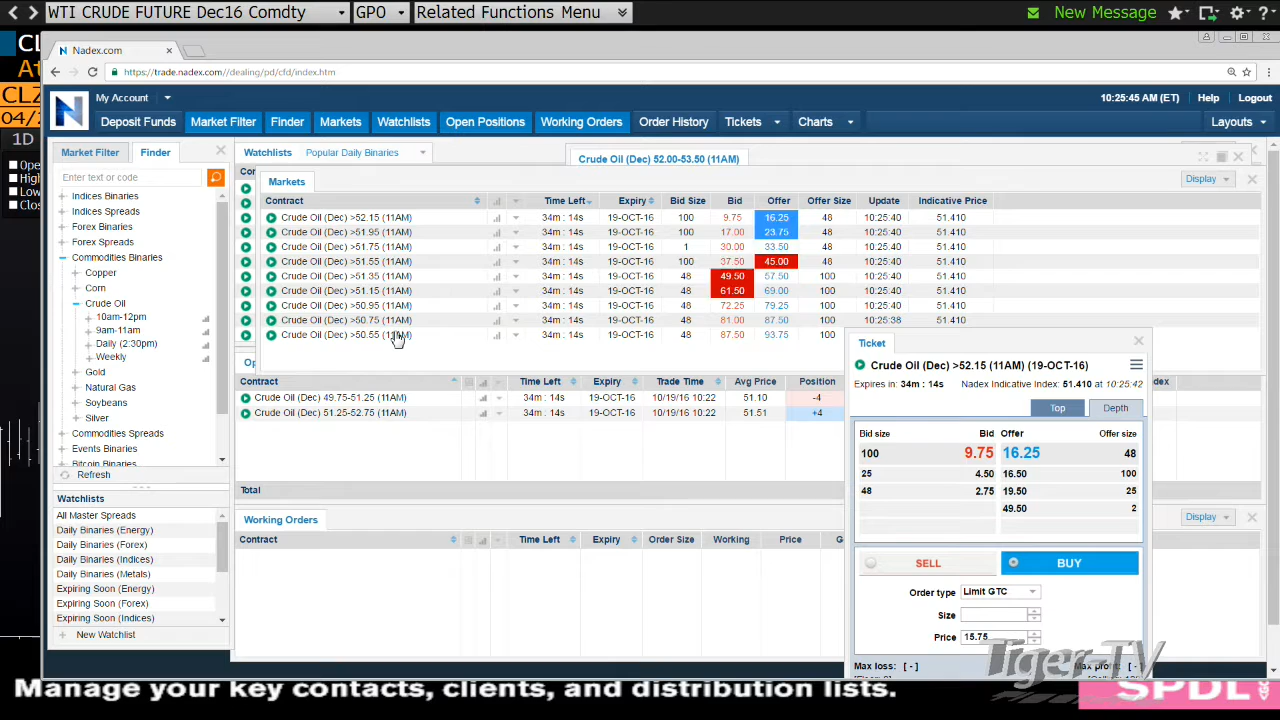 WTI CRUDE FUTURE Dec16 Comdty GPO Related Functions Menu New Message
Nadex.com
https://trade.nadex.com//dealing/pd/cfd/index.htm
My Account 10:25:45 AM (ET) Help Logout
Deposit Funds Market Filter Finder Markets Watchlists Open Positions Working Orders Order History Tickets Charts Layouts
Market Filter Finder
Enter text or code
Indices Binaries
Indices Spreads
Forex Binaries
Forex Spreads
Commodities Binaries
Copper
Corn
Crude Oil
10am-12pm
9am-11am
Daily (2:30pm)
Weekly
Gold
Natural Gas
Soybeans
Silver
Commodities Spreads
Events Binaries
Bitcoin Binaries
Refresh
Watchlists
All Master Spreads
Daily Binaries (Energy)
Daily Binaries (Forex)
Daily Binaries (Indices)
Daily Binaries (Metals)
Expiring Soon (Energy)
Expiring Soon (Forex)
Expiring Soon (Indices)
New Watchlist
Watchlists Popular Daily Binaries Crude Oil (Dec) 52.00-53.50 (11AM)
Markets Display
Contract Time Left Expiry Bid Size Bid Offer Offer Size Update Indicative Price
Crude Oil (Dec) >52.15 (11AM) 34m : 14s 19-OCT-16 100 9.75 16.25 48 10:25:40 51.410
Crude Oil (Dec) >51.95 (11AM) 34m : 14s 19-OCT-16 100 17.00 23.75 48 10:25:40 51.410
Crude Oil (Dec) >51.75 (11AM) 34m : 14s 19-OCT-16 1 30.00 33.50 48 10:25:40 51.410
Crude Oil (Dec) >51.55 (11AM) 34m : 14s 19-OCT-16 100 37.50 45.00 48 10:25:40 51.410
Crude Oil (Dec) >51.35 (11AM) 34m : 14s 19-OCT-16 48 49.50 57.50 100 10:25:40 51.410
Crude Oil (Dec) >51.15 (11AM) 34m : 14s 19-OCT-16 48 61.50 69.00 100 10:25:40 51.410
Crude Oil (Dec) >50.95 (11AM) 34m : 14s 19-OCT-16 48 72.25 79.25 100 10:25:40 51.410
Crude Oil (Dec) >50.75 (11AM) 34m : 14s 19-OCT-16 48 81.00 87.50 100 10:25:38 51.410
Crude Oil (Dec) >50.55 (11AM) 34m : 14s 19-OCT-16 48 87.50 93.75 100
Contract Time Left Expiry Trade Time Avg Price Position
Crude Oil (Dec) 49.75-51.25 (11AM) 34m : 14s 19-OCT-16 10/19/16 10:22 51.10 -4
Crude Oil (Dec) 51.25-52.75 (11AM) 34m : 14s 19-OCT-16 10/19/16 10:22 51.51 +4
Total
Working Orders Display
Contract Time Left Expiry Order Size Working Price
Ticket
Crude Oil (Dec) >52.15 (11AM) (19-OCT-16)
Expires in: 34m : 14s Nadex Indicative Index: 51.410 at 10:25:42
Top Depth
Bid size Bid Offer Offer size
100 9.75 16.25 48
25 4.50 16.50 100
48 2.75 19.50 25
49.50 2
SELL BUY
Order type Limit GTC
Size
Price 15.75
Max loss: [ - ] Max profit: [ - ]
Tiger TV
Manage your key contacts, clients, and distribution lists. SPDL